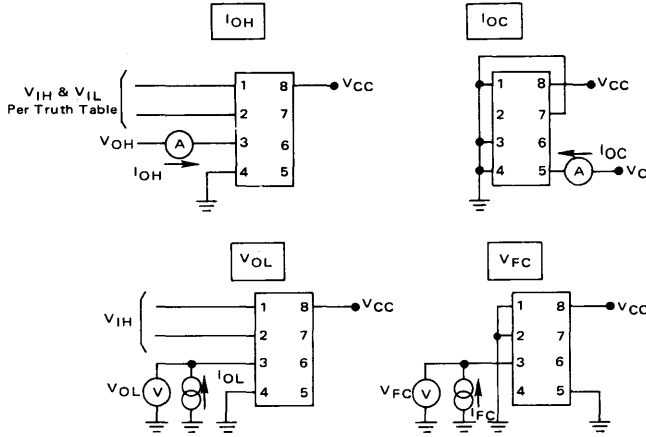 IOH
VIH & VIL
Per Truth Table
VOH
A
IOH
1 8
2 7
3 6
4 5
VCC
IOC
1 8
2 7
3 6
4 5
VCC
IOC
A
VC
VOL
VIH
1 8
2 7
3 6
4 5
VCC
VOL
V
IOL
VFC
1 8
2 7
3 6
4 5
VCC
VFC
V
IFC